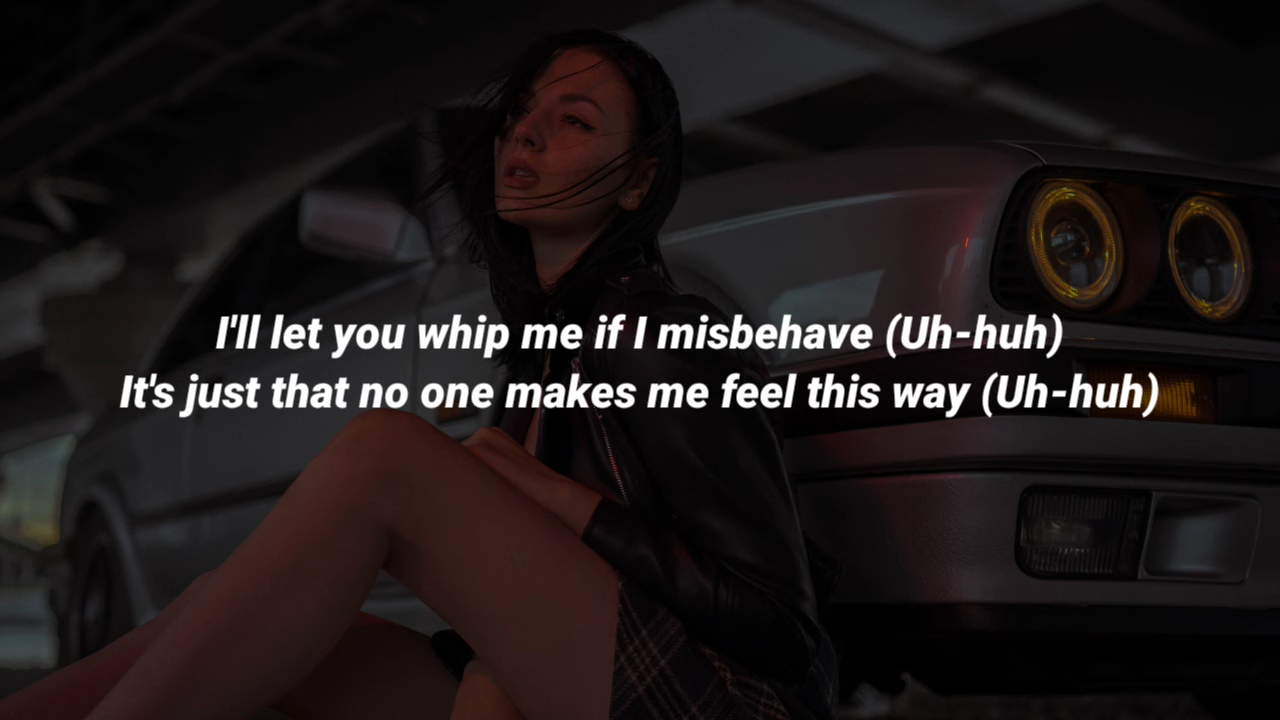 I'll let you whip me if I misbehave (Uh-huh)
It's just that no one makes me feel this way (Uh-huh)